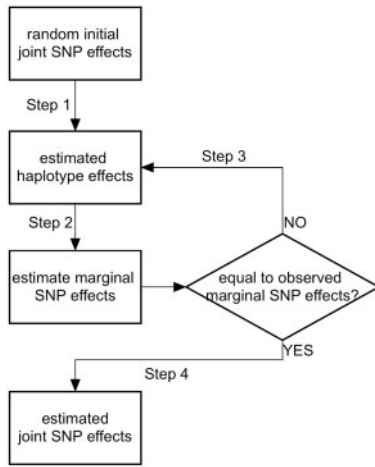 random initial
joint SNP effects
Step 1
estimated
haplotype effects
Step 3
Step 2
NO
estimate marginal
SNP effects
equal to observed
marginal SNP effects?
YES
Step 4
estimated
joint SNP effects